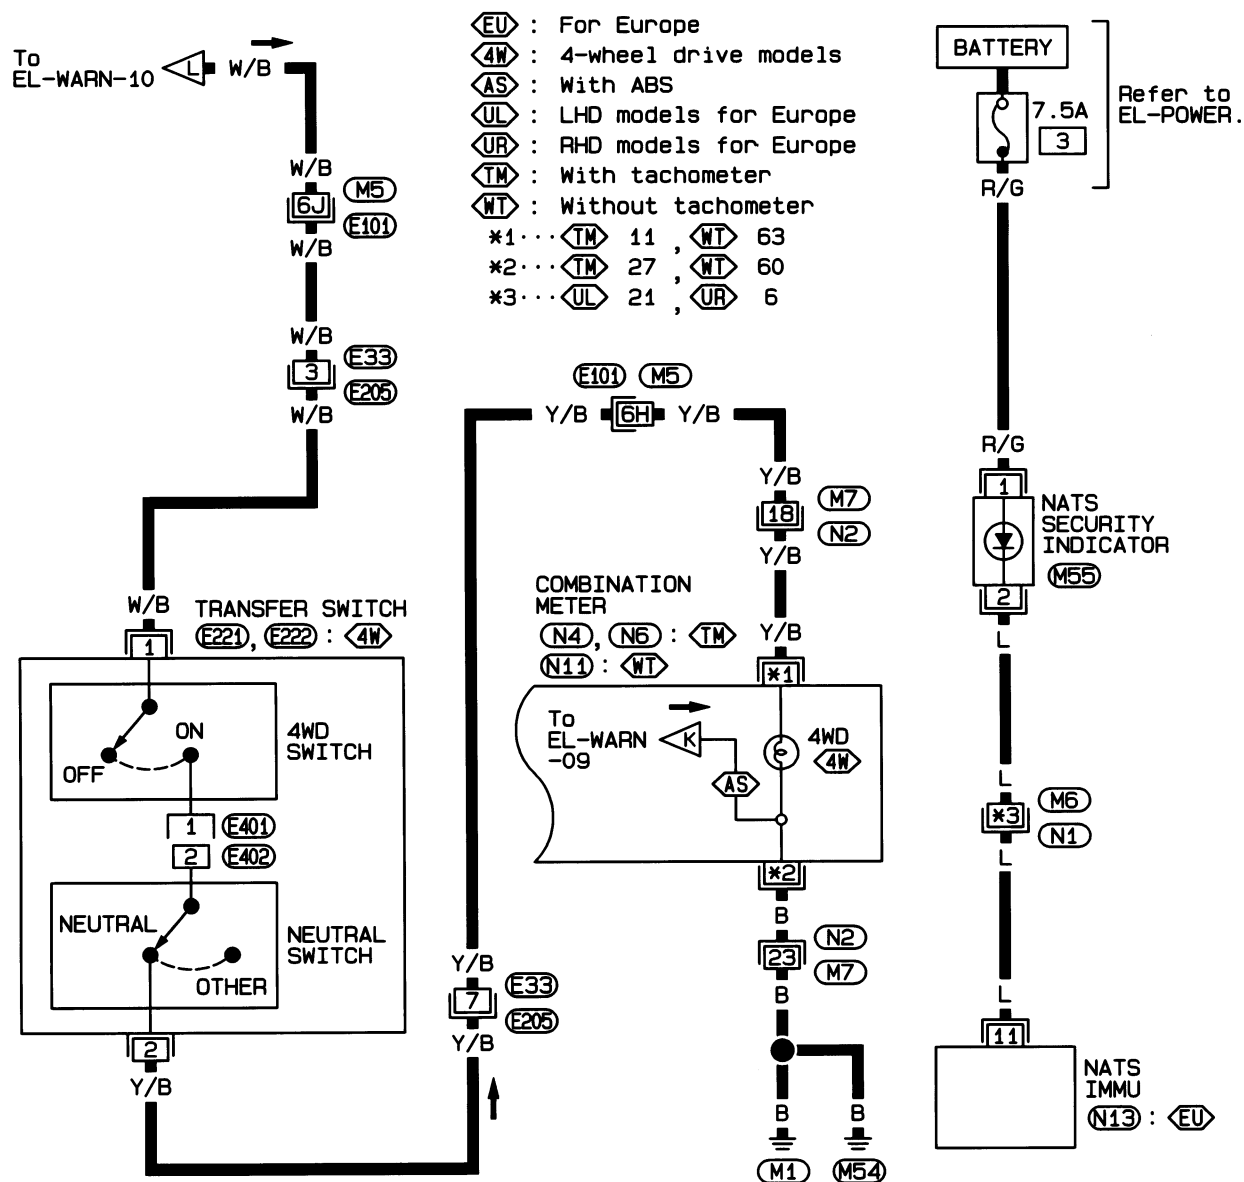 EU : For Europe
4W : 4-wheel drive models
AS : With ABS
UL : LHD models for Europe
UR : RHD models for Europe
TM : With tachometer
WT : Without tachometer
*1··· TM 11 , WT 63
*2··· TM 27 , WT 60
*3··· UL 21 , UR 6
To
EL-WARN-10
L
W/B
W/B
6J
M5
E101
W/B
W/B
3
E33
E205
W/B
W/B
TRANSFER SWITCH
E221, E222 : 4W
1
4WD
SWITCH
ON
OFF
1
E401
2
E402
NEUTRAL
NEUTRAL
SWITCH
OTHER
2
Y/B
Y/B
7
E33
E205
Y/B
E101
M5
Y/B
6H
Y/B
Y/B
18
M7
N2
Y/B
COMBINATION
METER
N4, N6 : TM
N11 : WT
Y/B
*1
To
EL-WARN
-09
K
AS
4WD
4W
*2
B
23
N2
M7
B
B
B
M1
M54
BATTERY
7.5A
3
Refer to
EL-POWER.
R/G
R/G
1
NATS
SECURITY
INDICATOR
M55
2
L
L
*3
M6
N1
L
L
11
NATS
IMMU
N13 : EU